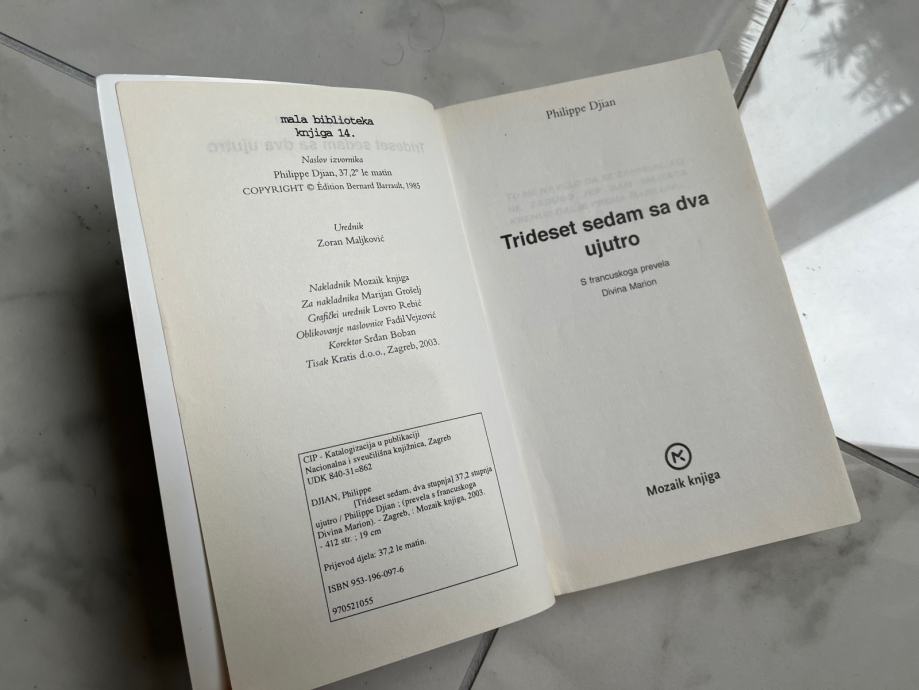 mala biblioteka
knjiga 14.
Naslov izvornika
Philippe Djian, 37,2° le matin
COPYRIGHT © Édition Bernard Barrault, 1985
Urednik
Zoran Maljković
Nakladnik Mozaik knjiga
Za nakladnika Marijan Grošelj
Grafički urednik Lovro Rebić
Oblikovanje naslovnice Fadil Vejzović
Korektor Srđan Boban
Tisak Kratis d.o.o., Zagreb, 2003.
CIP - Katalogizacija u publikaciji
Nacionalna i sveučilišna knjižnica, Zagreb
UDK 840-31=862
DJIAN, Philippe
[Trideset sedam, dva stupnja] 37,2 stupnja
ujutro / Philippe Djian ; (prevela s francuskoga
Divina Marion). - Zagreb, : Mozaik knjiga, 2003.
- 412 str. ; 19 cm
Prijevod djela: 37,2 le matin.
ISBN 953-196-097-6
970521055
Philippe Djian
Trideset sedam sa dva
ujutro
S francuskoga prevela
Divina Marion
Mozaik knjiga